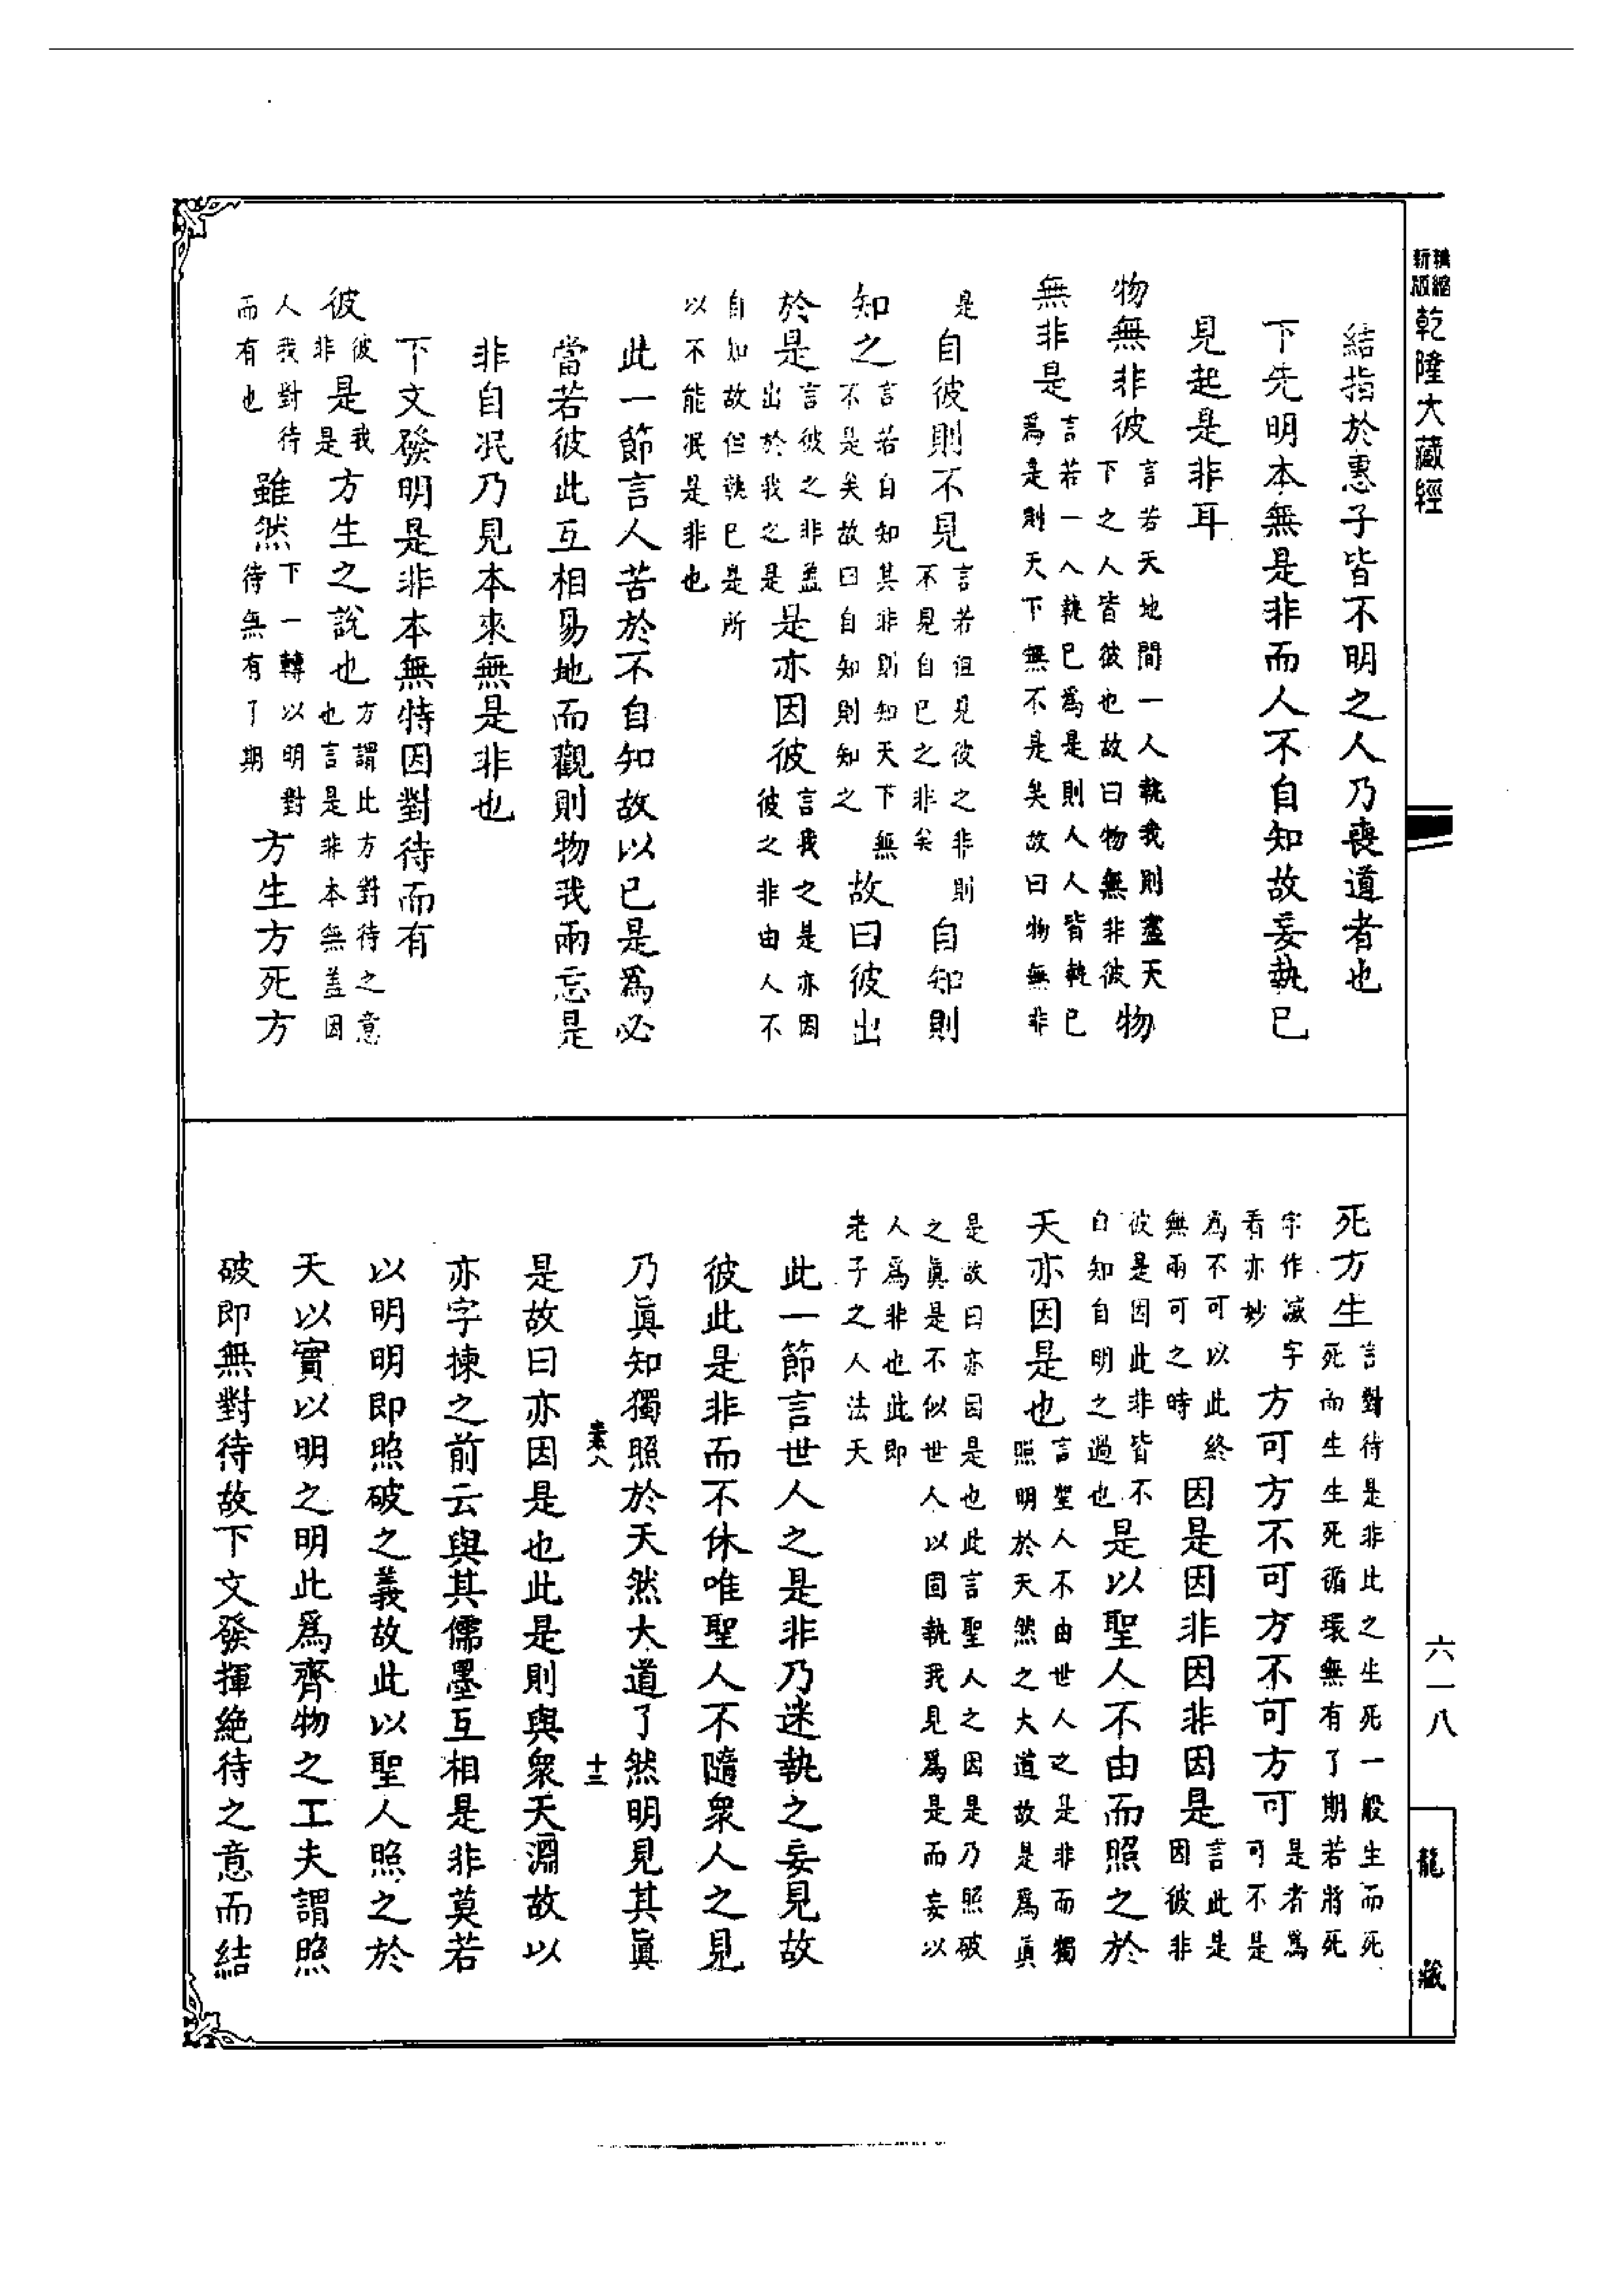 精縮
新版
乾隆大藏經
結指於惠子皆不明之人乃喪道者也
下先明本無是非而人不自知故妄執已
見起是非耳
物無非彼言若天地間一人執我則盡天下之人皆彼也故曰物無非彼物
無非是言若一人執已爲是則人人皆執已爲是則天下無不是矣故曰物無非
是自彼則不見言若但見彼之非則不見自已之非矣自知則
知之言若自知其非則知天下無不是矣故曰自知則知之故曰彼出
於是言彼之非蓋出於我之是是亦因彼言我之是亦因彼之非由人不
自知故但執已是所以不能泯是非也
此一節言人苦於不自知故以已是爲必
當若彼此互相易地而觀則物我兩忘是
非自泯乃見本來無是非也
下文發明是非本無特因對待而有
彼彼非是我是方生之說也方謂此方對待之意也言是非本無蓋因
人我對待而有也雖然下一轉以明對待無有了期方生方死方
死方生言對待是非此之生死一般生而死死而生生死循環無有了期若將死
字作滅字看亦妙方可方不可方不可方可是者爲可不是
為不可以此終無兩可之時因是因非因非因是言此是因彼非
彼是因此非皆不自知自明之過也是以聖人不由而照之於
天亦因是也言聖人不由世人之是非而獨照明於天然之大道故是爲眞
是故曰亦因是也此言聖人之因是乃照破之眞是不似世人以固執我見爲是而妄以
人爲非也此即老子之人法天
此一節言世人之是非乃迷執之妄見故
彼此是非而不休唯聖人不隨衆人之見
乃眞知獨照於天然大道了然明見其眞
素八 十三
是故曰亦因是也此是則與衆天淵故以
亦字揀之前云與其儒墨互相是非莫若
以明明即照破之義故此以聖人照之於
天以實以明之明此爲齊物之工夫謂照
破即無對待故下文發揮絕待之意而結
六一八
龍藏